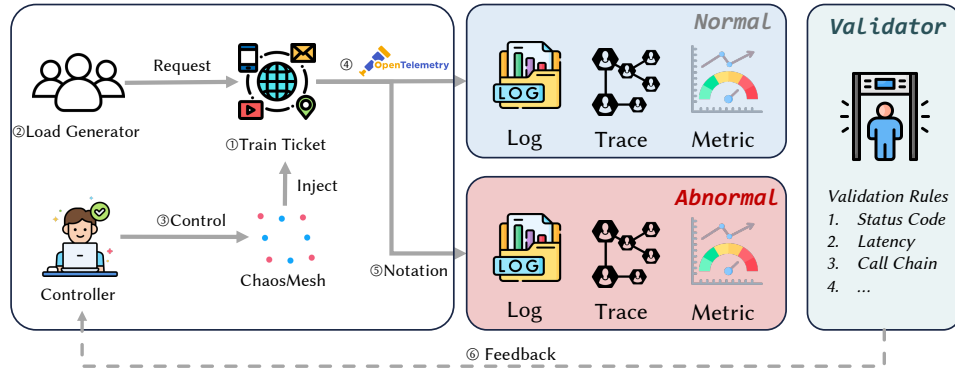 Request
②Load Generator
①Train Ticket
④
OpenTelemetry
Inject
③Control
Controller
ChaosMesh
⑤Notation
Normal
LOG
Log
Trace
Metric
Abnormal
LOG
Log
Trace
Metric
Validator
Validation Rules
1. Status Code
2. Latency
3. Call Chain
4. ...
⑥ Feedback